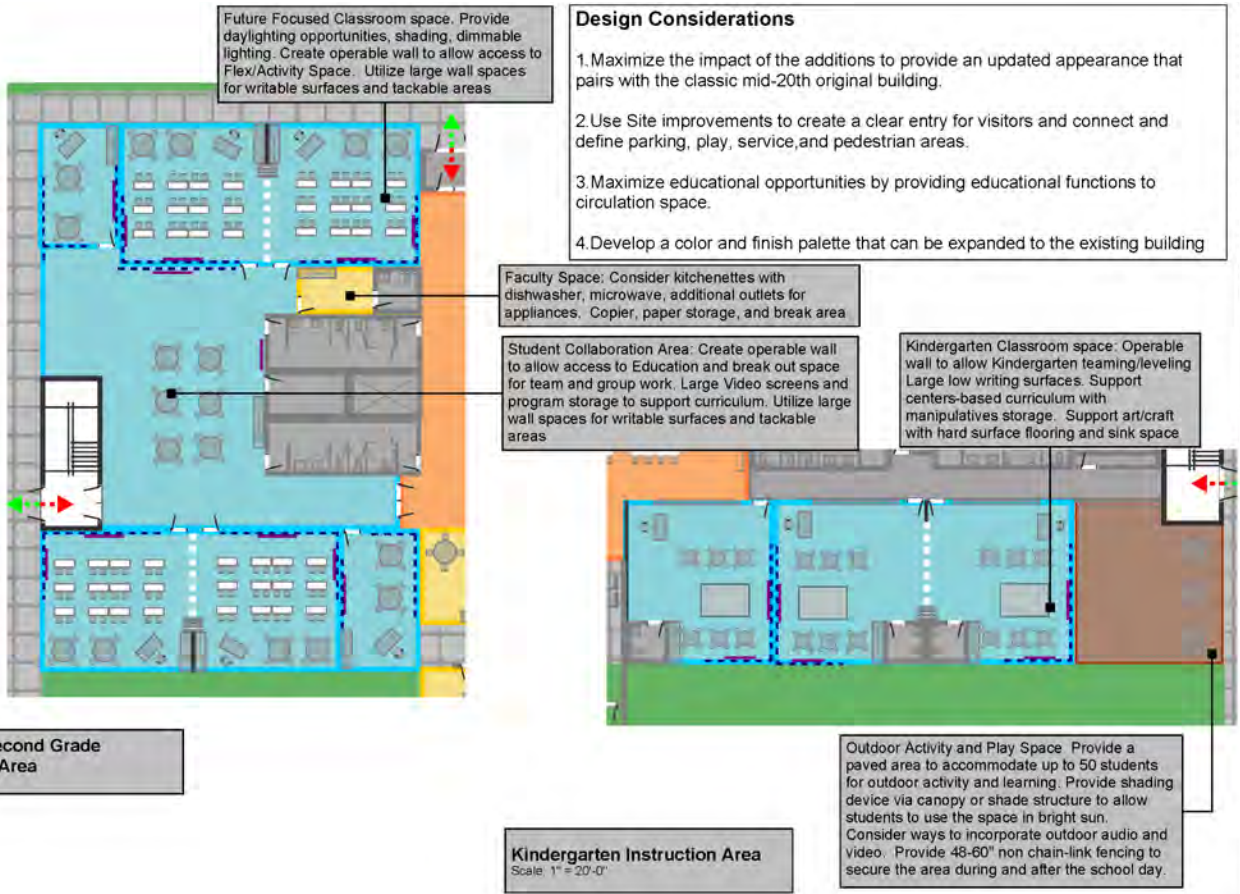 Future Focused Classroom space. Provide
daylighting opportunities, shading, dimmable
lighting. Create operable wall to allow access to
Flex/Activity Space. Utilize large wall spaces
for writable surfaces and tackable areas
Design Considerations
1.Maximize the impact of the additions to provide an updated appearance that
pairs with the classic mid-20th original building.
2.Use Site improvements to create a clear entry for visitors and connect and
define parking, play, service,and pedestrian areas.
3.Maximize educational opportunities by providing educational functions to
circulation space.
4.Develop a color and finish palette that can be expanded to the existing building
Faculty Space: Consider kitchenettes with
dishwasher, microwave, additional outlets for
appliances. Copier, paper storage, and break area
Student Collaboration Area: Create operable wall
to allow access to Education and break out space
for team and group work. Large Video screens and
program storage to support curriculum. Utilize large
wall spaces for writable surfaces and tackable
areas
Kindergarten Classroom space: Operable
wall to allow Kindergarten teaming/leveling
Large low writing surfaces. Support
centers-based curriculum with
manipulatives storage. Support art/craft
with hard surface flooring and sink space
econd Grade
Area
Outdoor Activity and Play Space Provide a
paved area to accommodate up to 50 students
for outdoor activity and learning. Provide shading
device via canopy or shade structure to allow
students to use the space in bright sun.
Consider ways to incorporate outdoor audio and
video. Provide 48-60" non chain-link fencing to
secure the area during and after the school day.
Kindergarten Instruction Area
Scale: 1" = 20'-0"